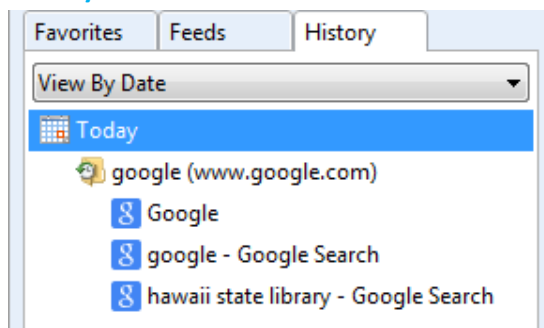 Favorites Feeds History
View By Date
Today
google (www.google.com)
Google
google - Google Search
hawaii state library - Google Search